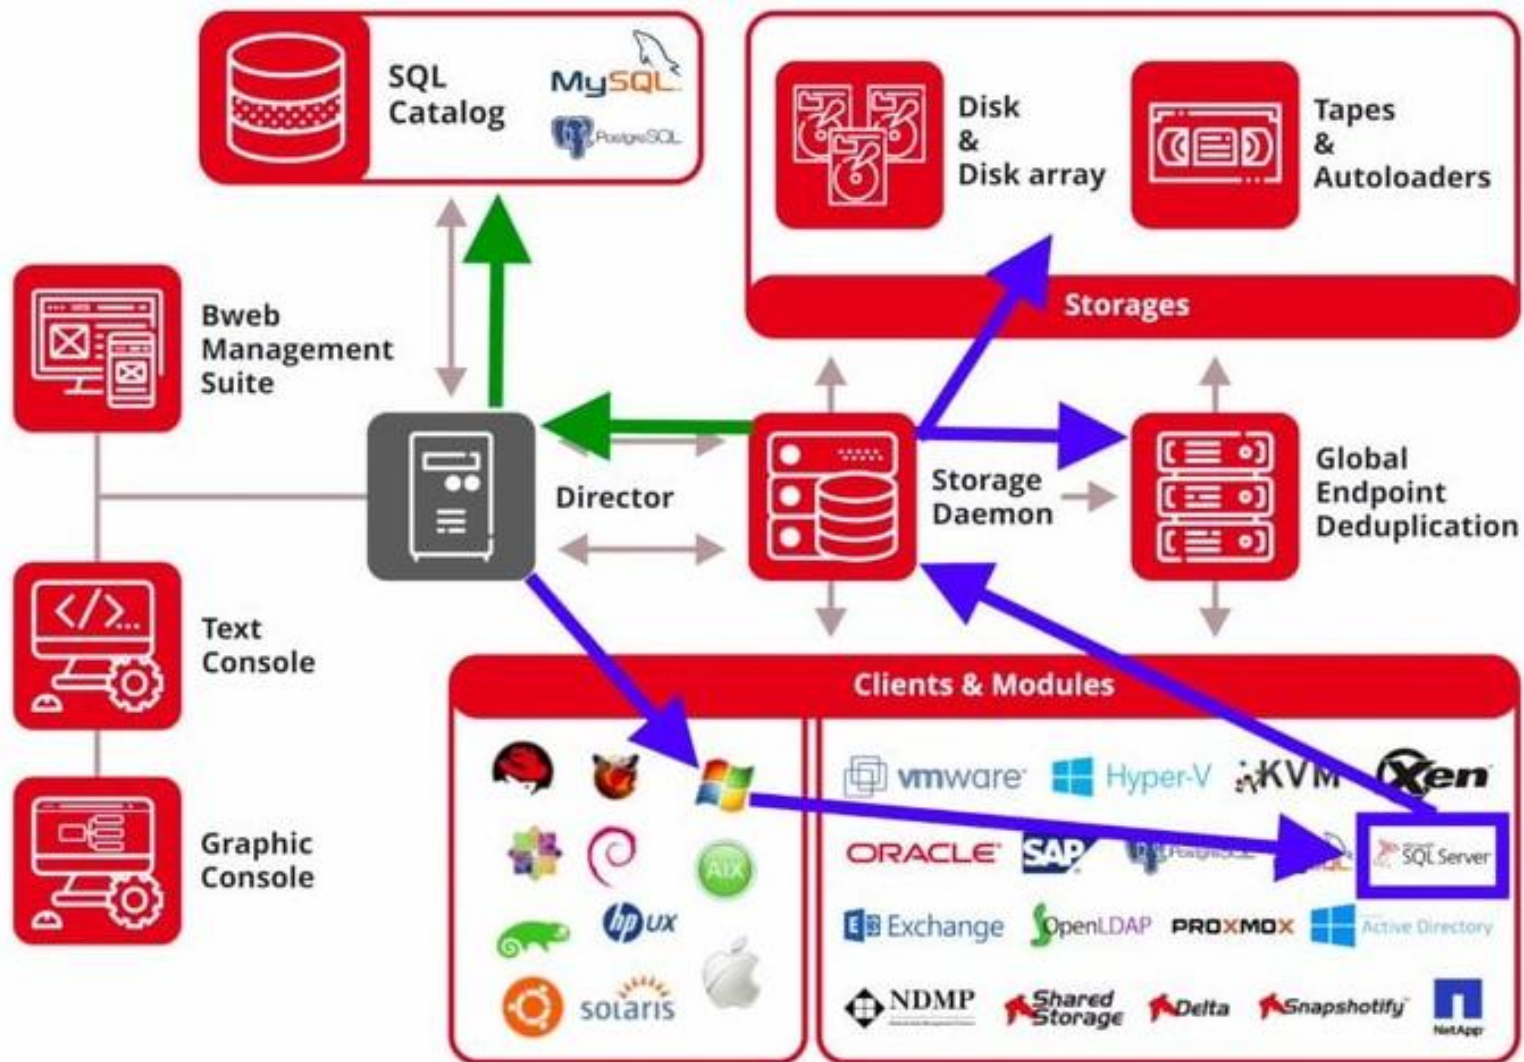 SQL
Catalog
MySQL
PostgreSQL
Disk
&
Disk array
Tapes
&
Autoloaders
Storages
Bweb
Management
Suite
Director
Storage
Daemon
Global
Endpoint
Deduplication
</>...
Text
Console
Graphic
Console
Clients & Modules
AIX
hp UX
solaris
vmware
Hyper-V
KVM
Xen
ORACLE
SAP
PostgreSQL
SQL Server
E Exchange
OpenLDAP
PROXMOX
Active Directory
NDMP
Shared
Storage
Delta
Snapshotify
NetApp